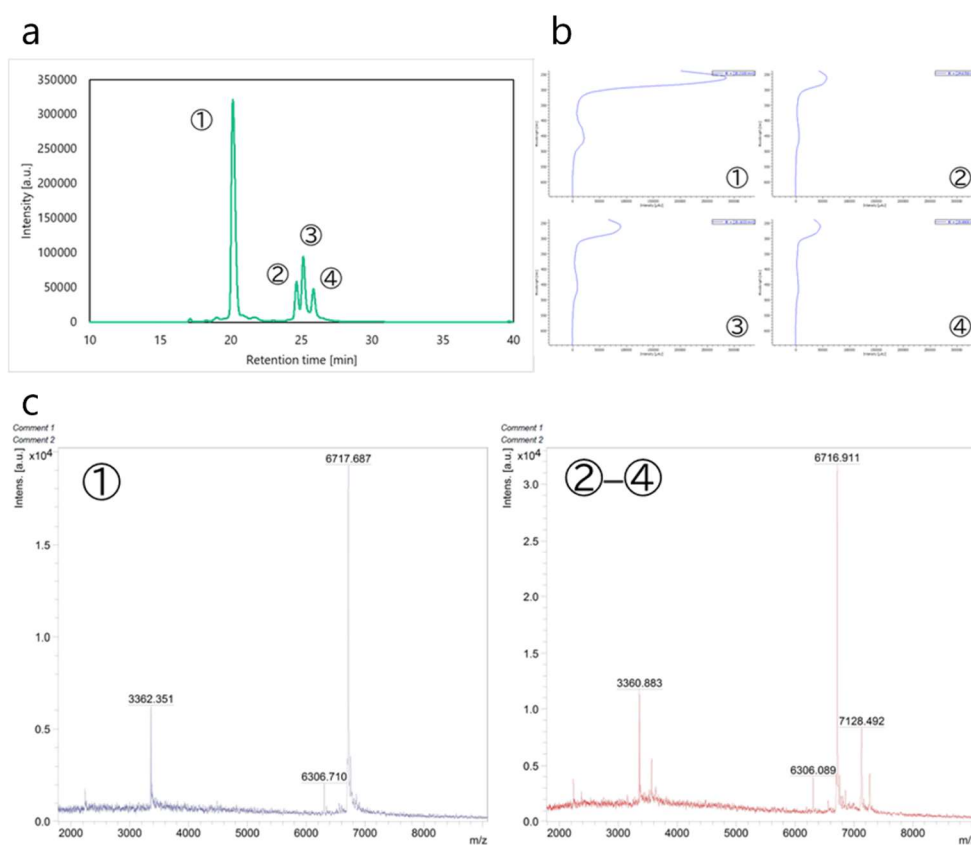 a
350000
300000
250000
200000
150000
100000
50000
0
Intensity [a.u.]
10 15 20 25 30 35 40
Retention time [min]
①
②
③
④
b
①
②
③
④
c
Comment 1
Comment 2
Intens. [a.u.]
x10⁴
①
6717.687
3362.351
6306.710
1.5
1.0
0.5
0.0
2000 3000 4000 5000 6000 7000 8000
m/z
Comment 1
Comment 2
Intens. [a.u.]
x10⁴
②–④
6716.911
3360.883
7128.492
6306.089
3.0
2.5
2.0
1.5
1.0
0.5
0.0
2000 3000 4000 5000 6000 7000 8000
m/z